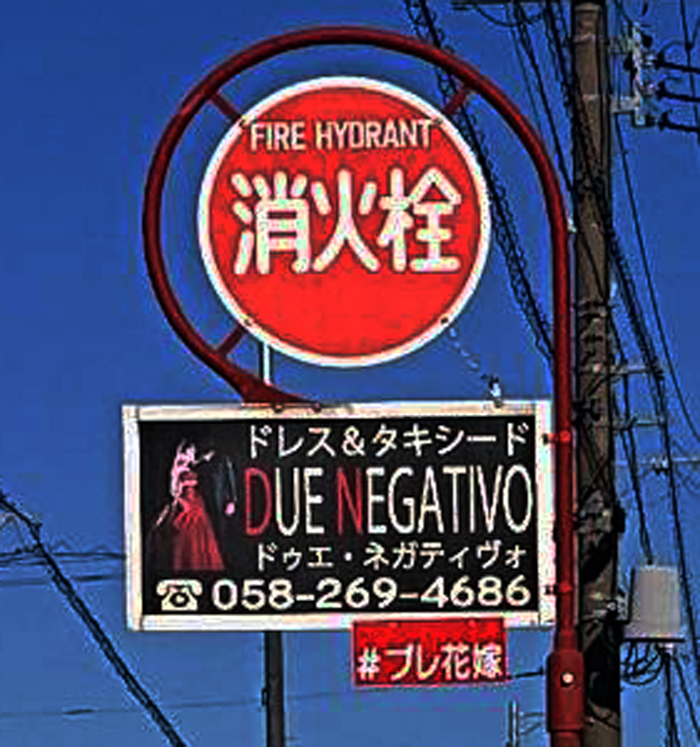 FIRE HYDRANT
消火栓
ドレス&タキシード
DUE NEGATIVO
ドゥエ・ネガティヴォ
☎058-269-4686
#プレ花嫁